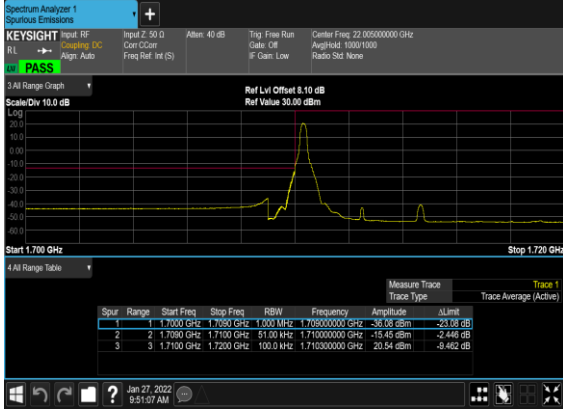 Spectrum Analyzer 1
Spurious Emissions
+
KEYSIGHT Input: RF Input Z: 50 Ω Atten: 40 dB Trig: Free Run Center Freq: 22.005000000 GHz
RL Coupling: DC Corr CCorr Gate: Off Avg|Hold: 1000/1000
Align: Auto Freq Ref: Int (S) IF Gain: Low Radio Std: None
PASS
3 All Range Graph
Ref Lvl Offset 8.10 dB
Scale/Div 10.0 dB Ref Value 30.00 dBm
Log
20.0
10.0
0.00
-10.0
-20.0
-30.0
-40.0
-50.0
-60.0
Start 1.700 GHz Stop 1.720 GHz
4 All Range Table
Measure Trace Trace 1
Trace Type Trace Average (Active)
Spur Range Start Freq Stop Freq RBW Frequency Amplitude ΔLimit
1 1 1.7000 GHz 1.7090 GHz 1.000 MHz 1.709000000 GHz -36.08 dBm -23.08 dB
2 2 1.7090 GHz 1.7100 GHz 51.00 kHz 1.710000000 GHz -15.45 dBm -2.446 dB
3 3 1.7100 GHz 1.7200 GHz 100.0 kHz 1.710300000 GHz 20.54 dBm -9.462 dB
? Jan 27, 2022
9:51:07 AM